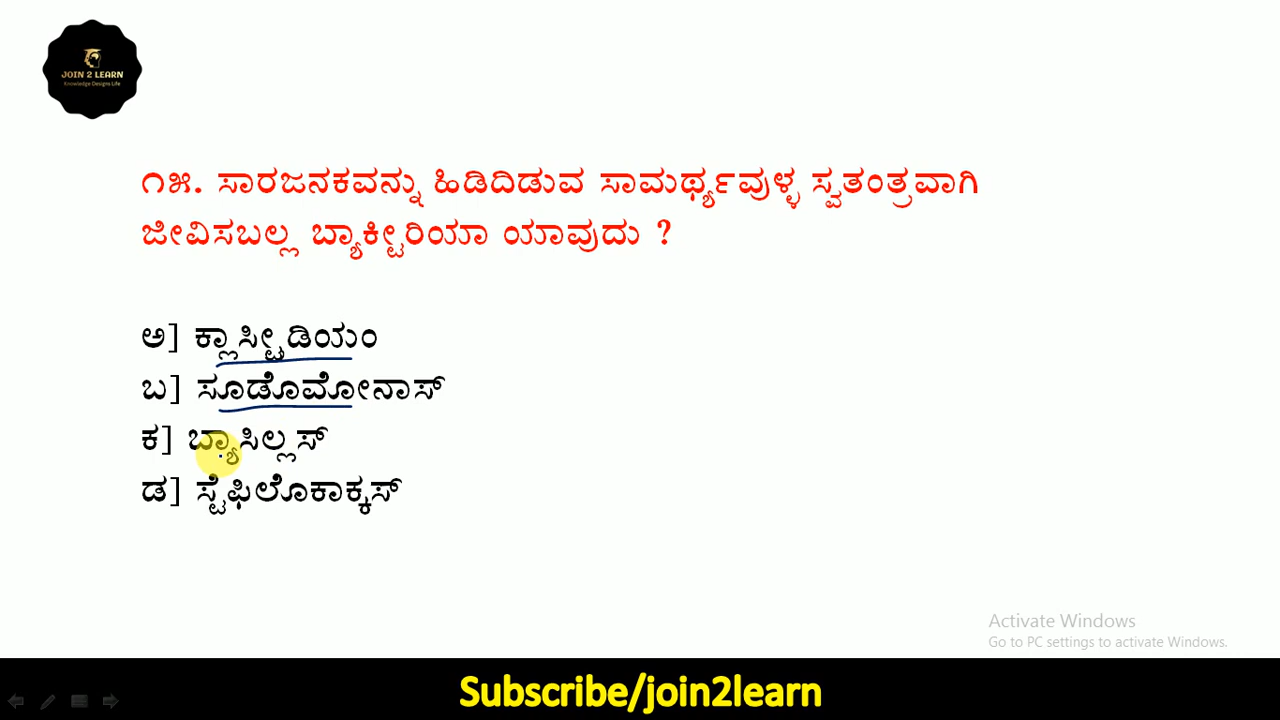 JOIN 2 LEARN
Knowledge Designs Life
೧೫. ಸಾರಜನಕವನ್ನು ಹಿಡಿದಿಡುವ ಸಾಮರ್ಥ್ಯವುಳ್ಳ ಸ್ವತಂತ್ರವಾಗಿ
ಜೀವಿಸಬಲ್ಲ ಬ್ಯಾಕೀಟ್ರಿಯಾ ಯಾವುದು ?
ಅ] ಕ್ಲಾಸೀಟ್ರಡಿಯಂ
ಬ] ಸೂಡೊಮೋನಾಸ್
ಕ] ಬ್ಯಾಸಿಲ್ಲಸ್
ಡ] ಸ್ಟೆಫಿಲೊಕಾಕ್ಕಸ್
Activate Windows
Go to PC settings to activate Windows.
Subscribe/join2learn